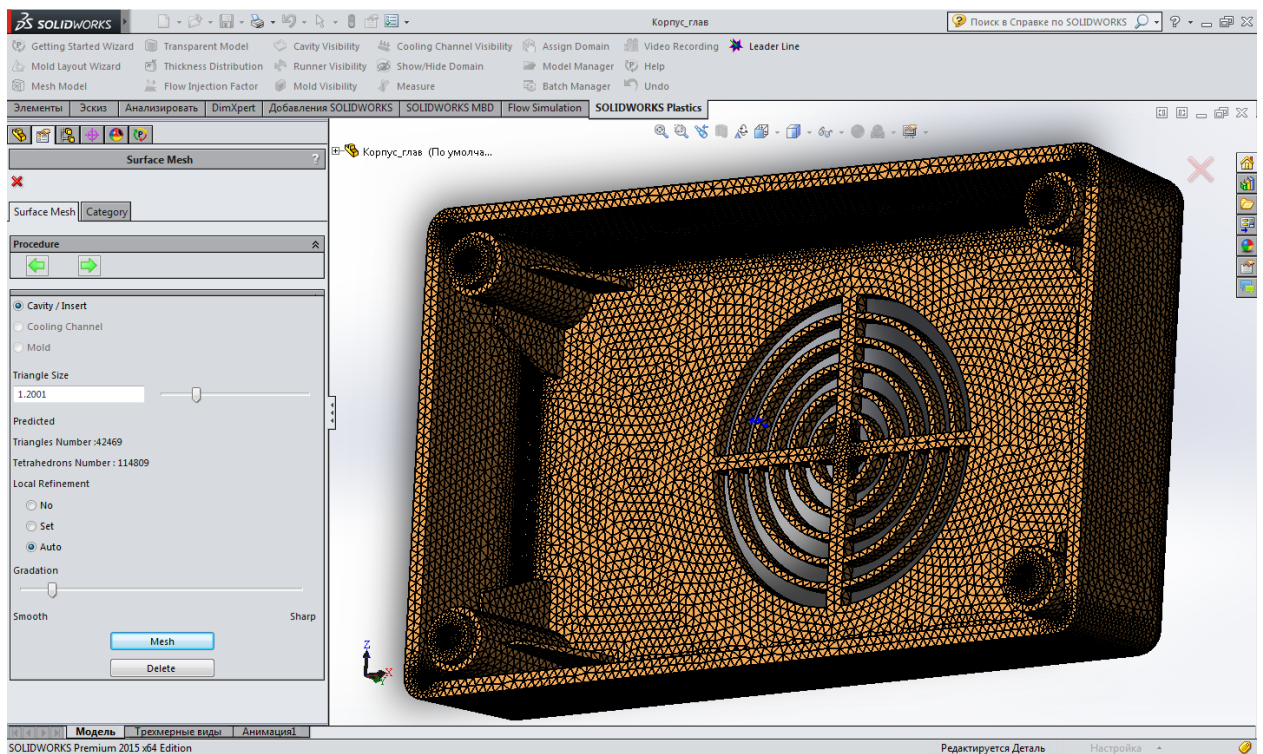 SOLIDWORKS Корпус_глав Поиск в Справке по SOLIDWORKS ?
Getting Started Wizard Transparent Model Cavity Visibility Cooling Channel Visibility Assign Domain Video Recording Leader Line
Mold Layout Wizard Thickness Distribution Runner Visibility Show/Hide Domain Model Manager Help
Mesh Model Flow Injection Factor Mold Visibility Measure Batch Manager Undo
Элементы Эскиз Анализировать DimXpert Добавления SOLIDWORKS SOLIDWORKS MBD Flow Simulation SOLIDWORKS Plastics
Корпус_глав (По умолча...
Surface Mesh ?
Surface Mesh Category
Procedure
Cavity / Insert
Cooling Channel
Mold
Triangle Size
1.2001
Predicted
Triangles Number :42469
Tetrahedrons Number : 114809
Local Refinement
No
Set
Auto
Gradation
Smooth Sharp
Mesh
Delete
Z
X
Y
Модель Трехмерные виды Анимация1
SOLIDWORKS Premium 2015 x64 Edition Редактируется Деталь Настройка